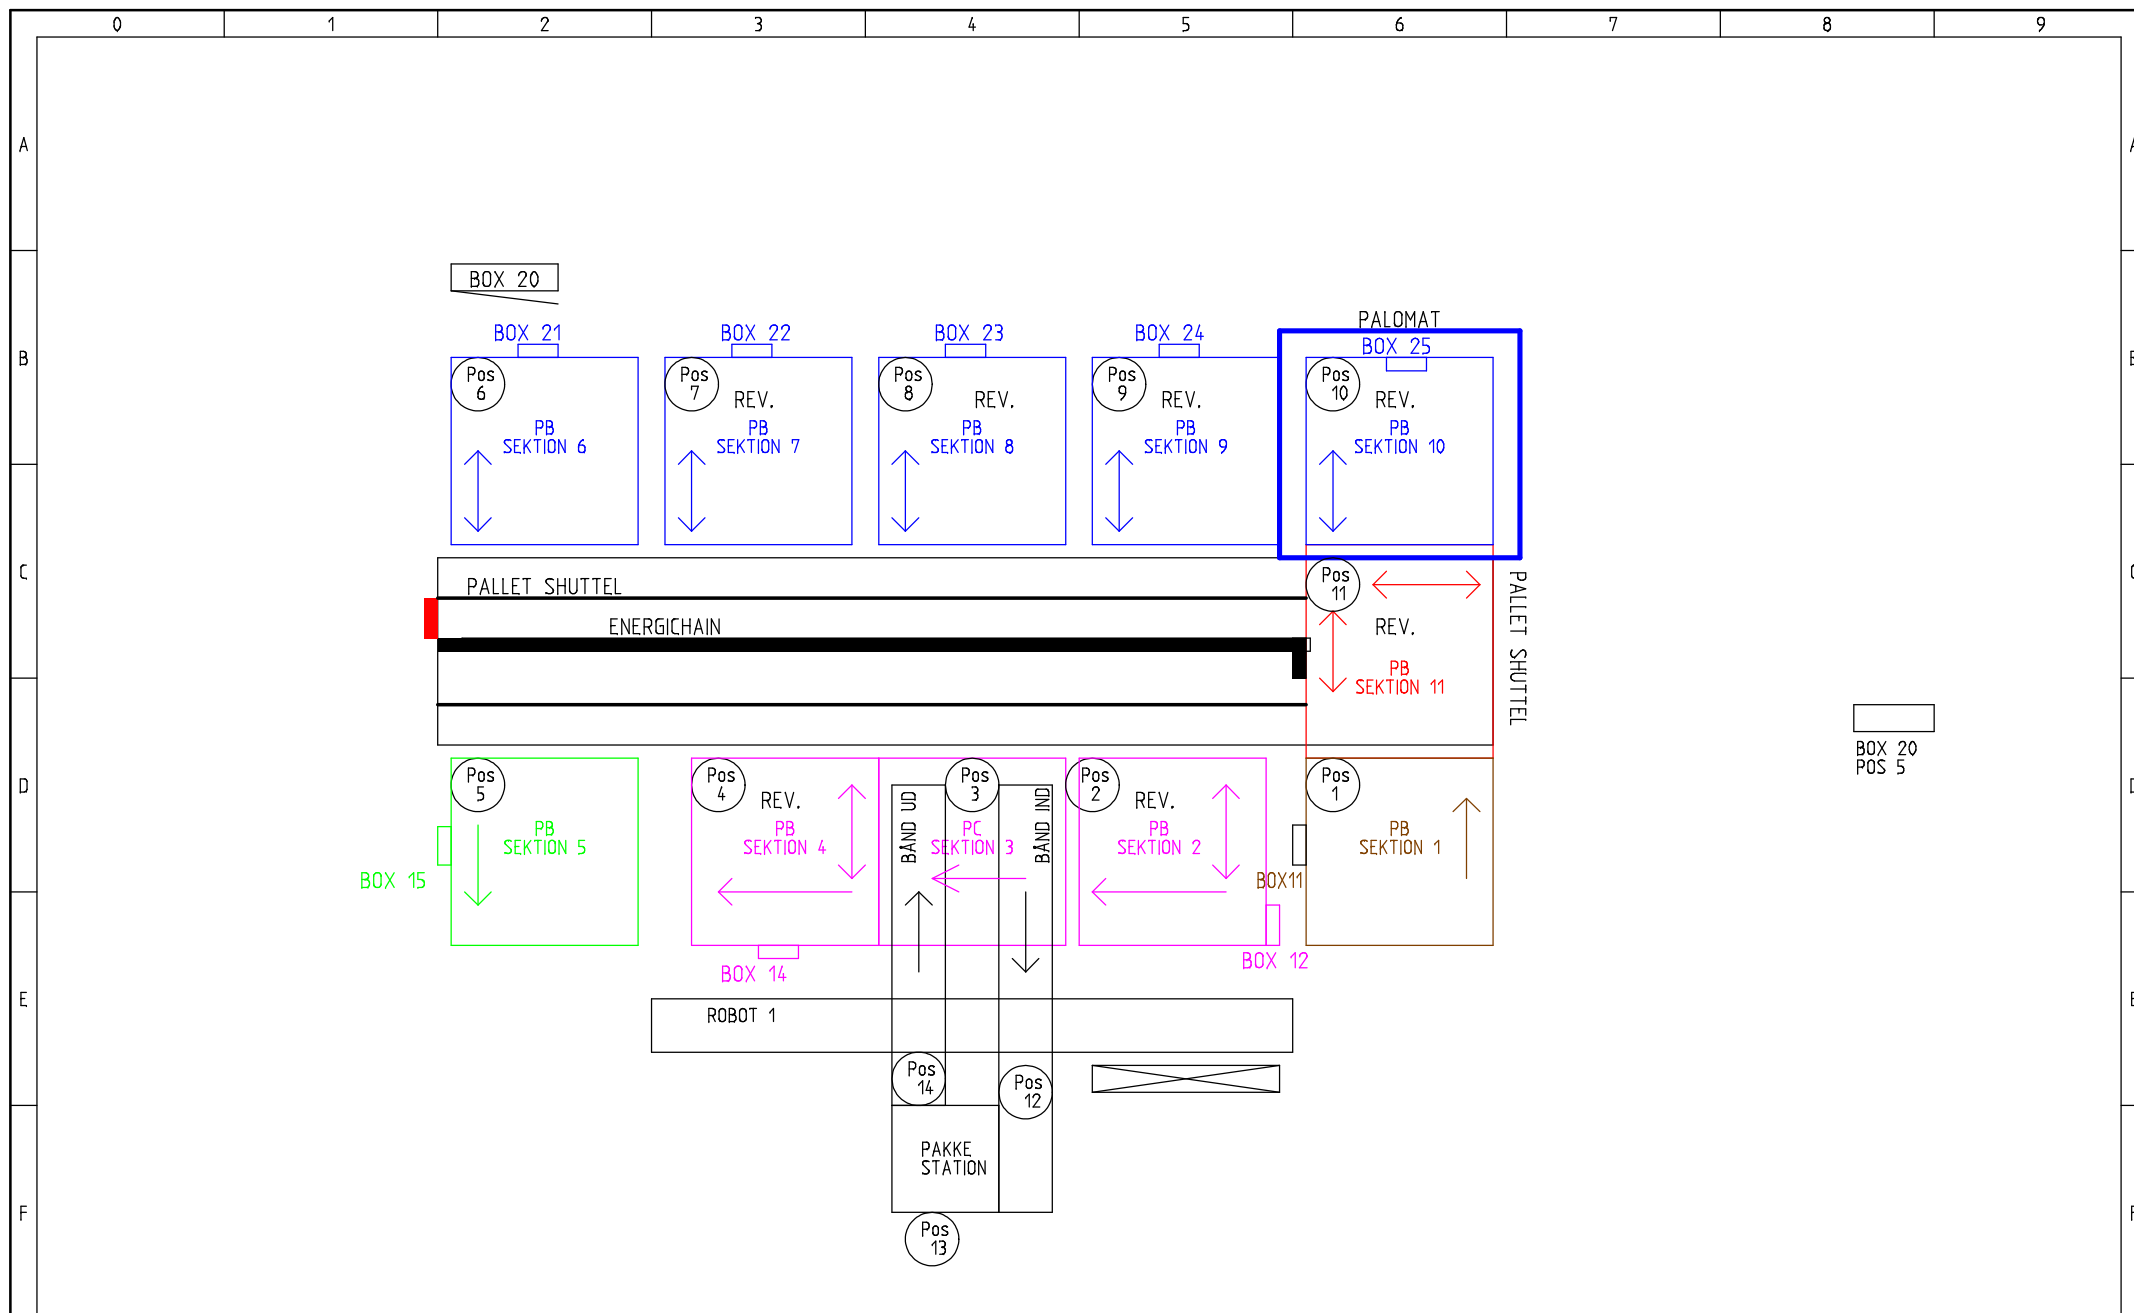 0 1 2 3 4 5 6 7 8 9
A
BOX 20
PALOMAT
BOX 21 BOX 22 BOX 23 BOX 24 BOX 25
B
Pos
6
PB
SEKTION 6
Pos
7
REV.
PB
SEKTION 7
Pos
8
REV.
PB
SEKTION 8
Pos
9
REV.
PB
SEKTION 9
Pos
10
REV.
PB
SEKTION 10
C
PALLET SHUTTEL
ENERGICHAIN
Pos
11
REV.
PB
SEKTION 11
PALLET SHUTTEL
BOX 20
POS 5
D
Pos
5
PB
SEKTION 5
BOX 15
Pos
4
REV.
PB
SEKTION 4
BOX 14
BÅND UD
Pos
3
PC
SEKTION 3
BÅND IND
Pos
2
REV.
PB
SEKTION 2
BOX 12
Pos
1
PB
SEKTION 1
BOX11
E
ROBOT 1
Pos
14
Pos
12
PAKKE
STATION
F
Pos
13